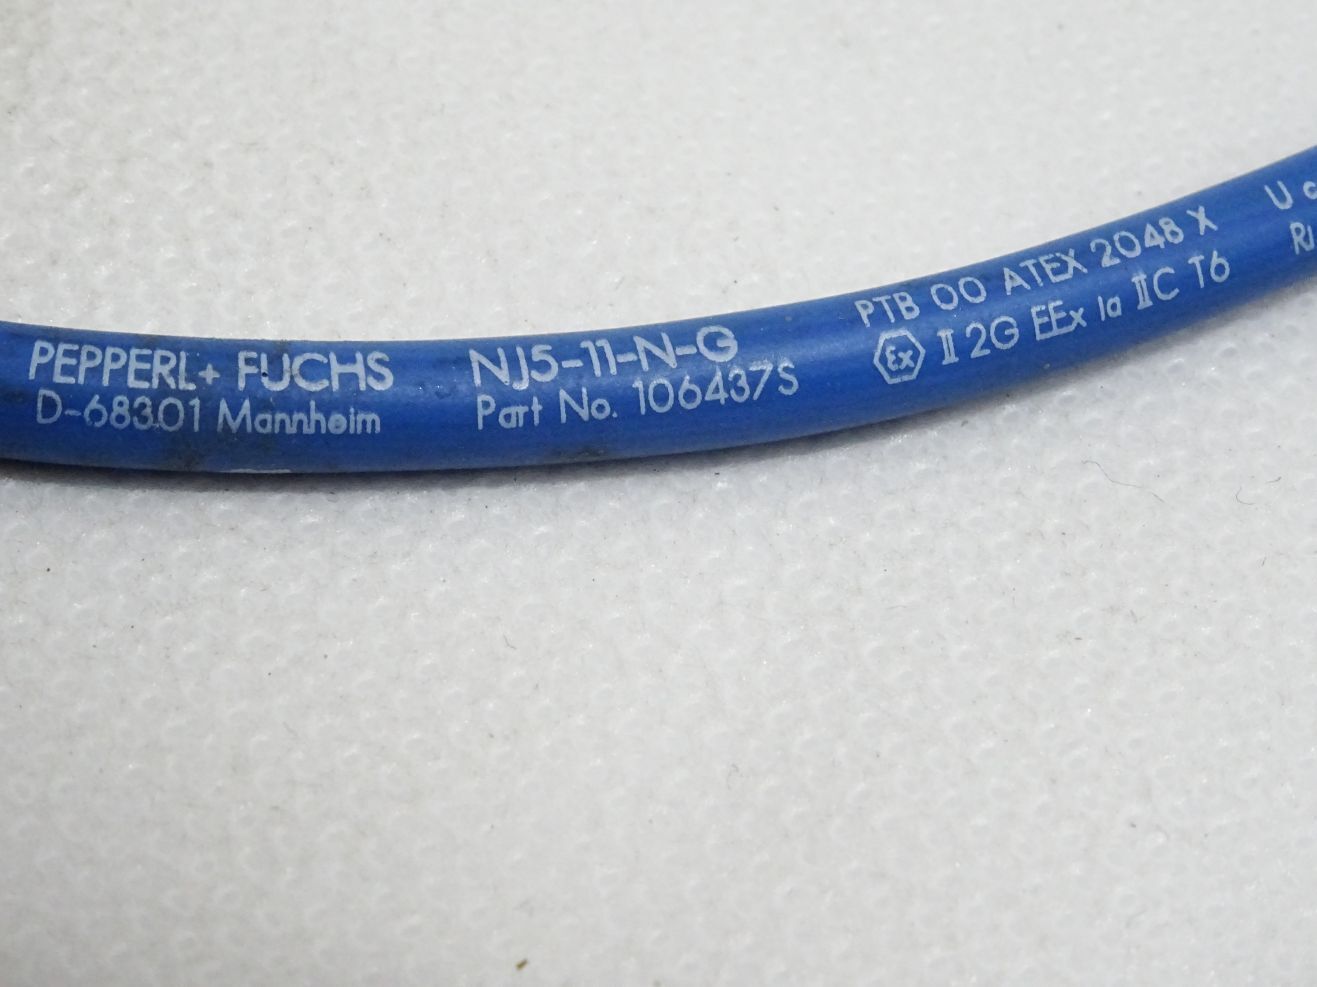 PEPPERL+ FUCHS
D-68301 Mannheim
NJ5-11-N-G
Part No. 106437S
PTB 00 ATEX 2048 X
Ex II 2G EEx ia IIC T6
U